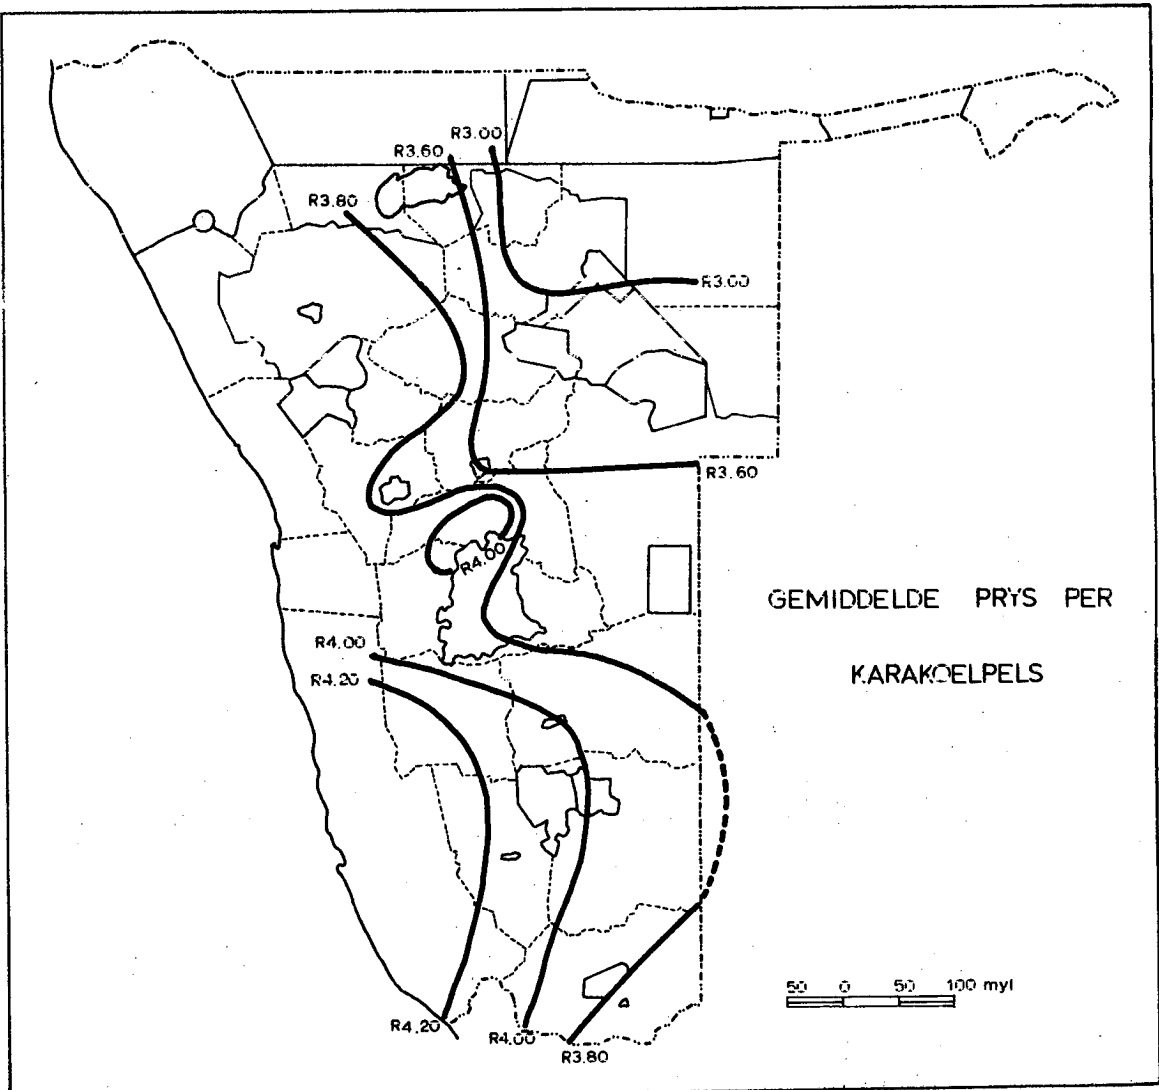 R3.00
R3.60
R3.80
R3.00
R3.60
R4.00
GEMIDDELDE PRYS PER
KARAKOELPELS
R4.00
R4.20
50 0 50 100 myl
R4.20
R4.00
R3.80